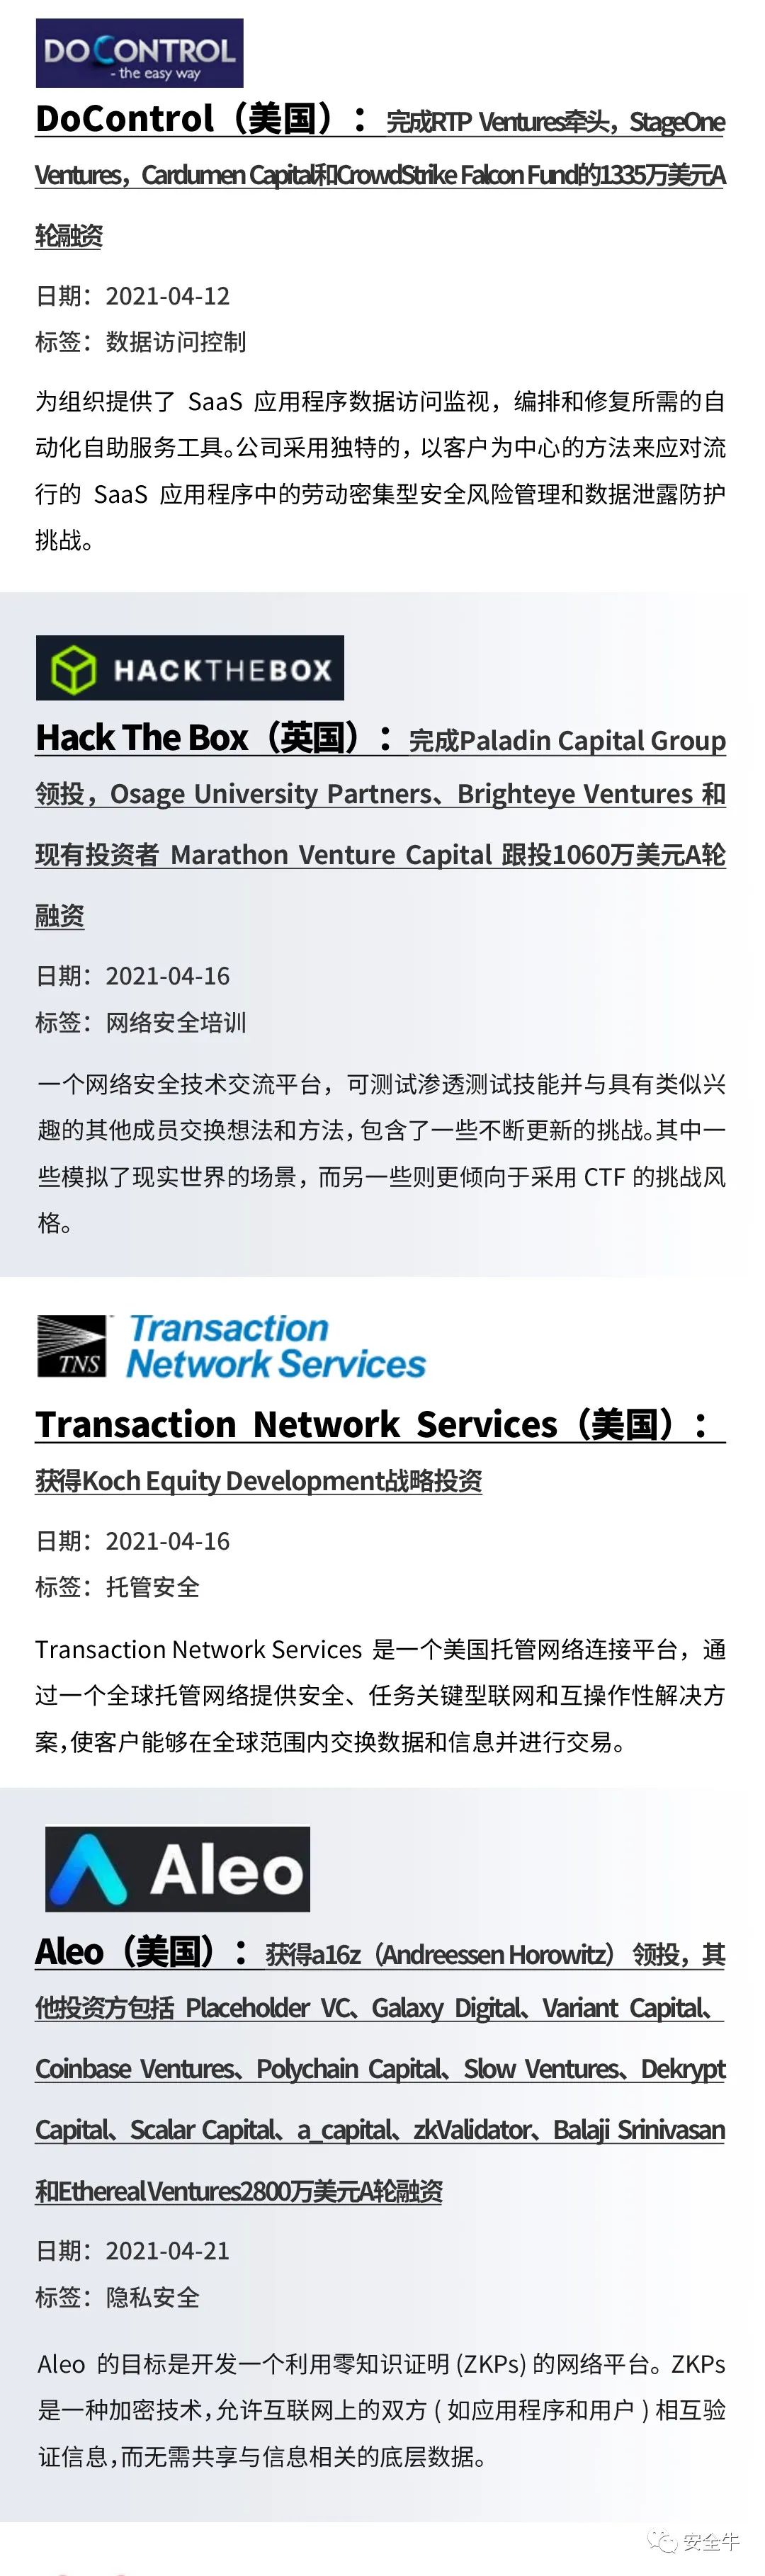 DOCONTROL
- the easy way
DoControl（美国）：完成RTP Ventures牵头，StageOne
Ventures，Cardumen Capital和CrowdStrike Falcon Fund的1335万美元A
轮融资
日期：2021-04-12
标签：数据访问控制
为组织提供了 SaaS 应用程序数据访问监视，编排和修复所需的自
动化自助服务工具。公司采用独特的，以客户为中心的方法来应对流
行的 SaaS 应用程序中的劳动密集型安全风险管理和数据泄露防护
挑战。
HACKTHEBOX
Hack The Box（英国）：完成Paladin Capital Group
领投，Osage University Partners、Brighteye Ventures 和
现有投资者 Marathon Venture Capital 跟投1060万美元A轮
融资
日期：2021-04-16
标签：网络安全培训
一个网络安全技术交流平台，可测试渗透测试技能并与具有类似兴
趣的其他成员交换想法和方法，包含了一些不断更新的挑战。其中一
些模拟了现实世界的场景，而另一些则更倾向于采用 CTF 的挑战风
格。
TNS Transaction
Network Services
Transaction Network Services（美国）：
获得Koch Equity Development战略投资
日期：2021-04-16
标签：托管安全
Transaction Network Services 是一个美国托管网络连接平台，通
过一个全球托管网络提供安全、任务关键型联网和互操作性解决方
案，使客户能够在全球范围内交换数据和信息并进行交易。
Aleo
Aleo（美国）：获得a16z（Andreessen Horowitz） 领投，其
他投资方包括 Placeholder VC、Galaxy Digital、Variant Capital、
Coinbase Ventures、Polychain Capital、Slow Ventures、Dekrypt
Capital、Scalar Capital、a_capital、zkValidator、Balaji Srinivasan
和Ethereal Ventures2800万美元A轮融资
日期：2021-04-21
标签：隐私安全
Aleo 的目标是开发一个利用零知识证明 (ZKPs) 的网络平台。ZKPs
是一种加密技术，允许互联网上的双方 ( 如应用程序和用户 ) 相互验
证信息，而无需共享与信息相关的底层数据。
安全牛